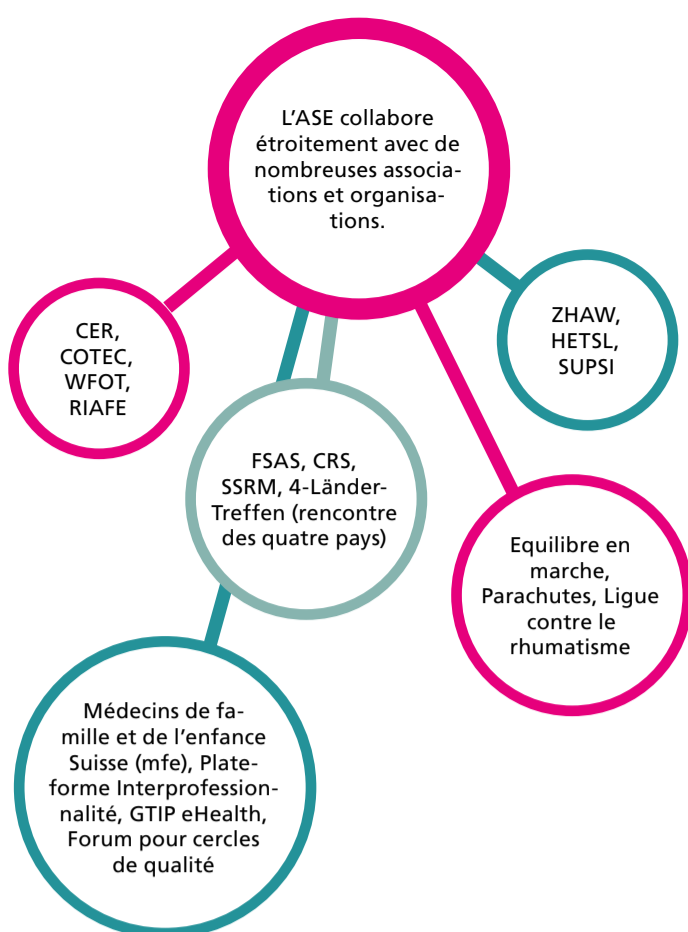 L’ASE collabore
étroitement avec de
nombreuses associa-
tions et organisa-
tions.
CER,
COTEC,
WFOT,
RIAFE
ZHAW,
HETSL,
SUPSI
FSAS, CRS,
SSRM, 4-Länder-
Treffen (rencontre
des quatre pays)
Equilibre en
marche,
Parachutes, Ligue
contre le
rhumatisme
Médecins de fa-
mille et de l’enfance
Suisse (mfe), Plate-
forme Interprofession-
nalité, GTIP eHealth,
Forum pour cercles
de qualité